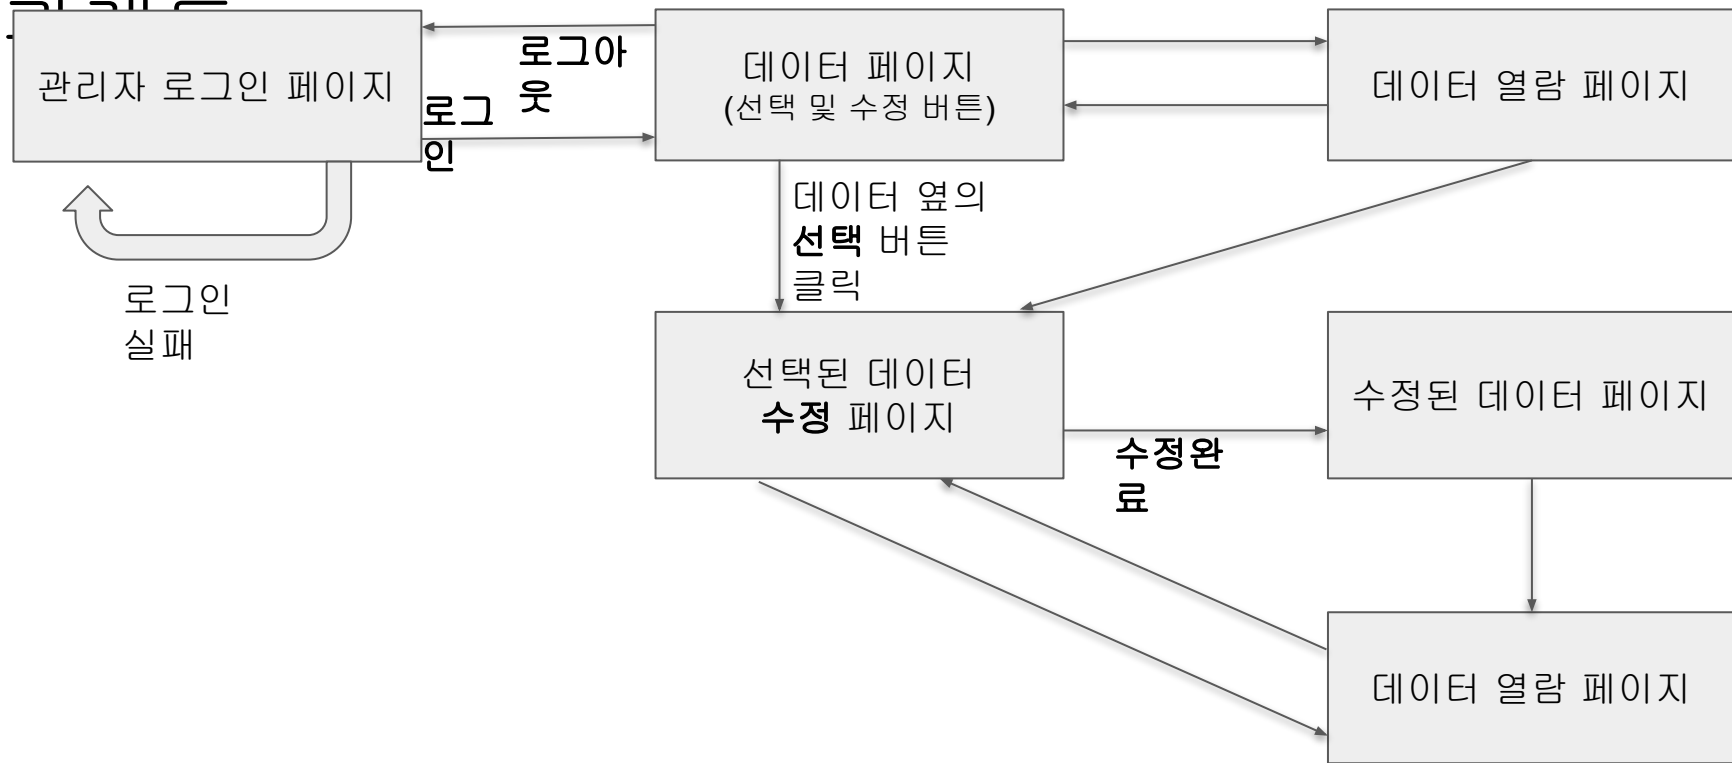 관리자 로그인 페이지
로그아
웃
로그
인
데이터 페이지
(선택 및 수정 버튼)
데이터 열람 페이지
로그인
실패
데이터 옆의
선택 버튼
클릭
선택된 데이터
수정 페이지
수정완
료
수정된 데이터 페이지
데이터 열람 페이지